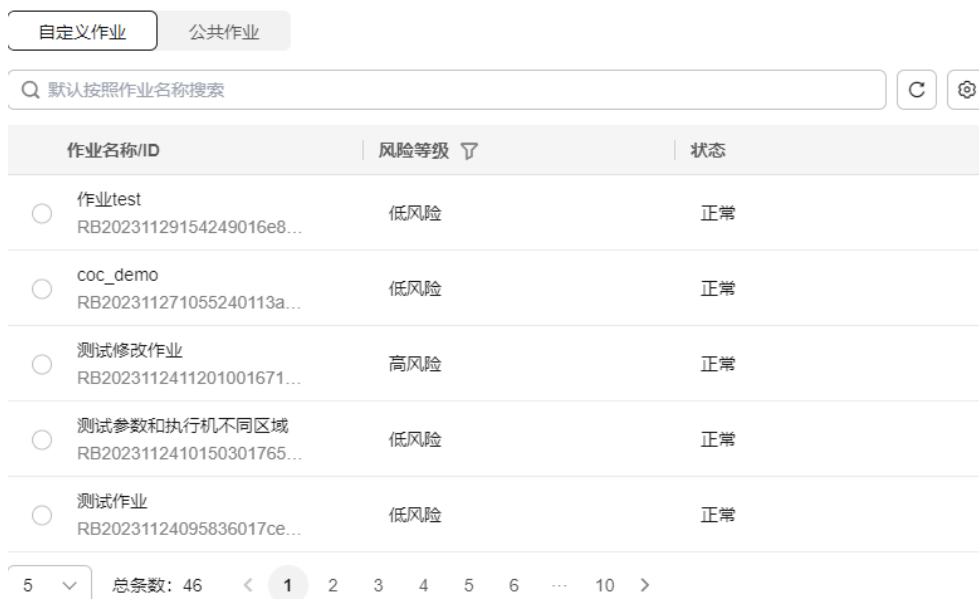 自定义作业 公共作业
默认按照作业名称搜索
作业名称/ID 风险等级 状态
作业test
RB20231129154249016e8...
低风险 正常
coc_demo
RB202311271055240113a...
低风险 正常
测试修改作业
RB2023112411201001671...
高风险 正常
测试参数和执行机不同区域
RB2023112410150301765...
低风险 正常
测试作业
RB20231124095836017ce...
低风险 正常
5 总条数：46 < 1 2 3 4 5 6 ... 10 >